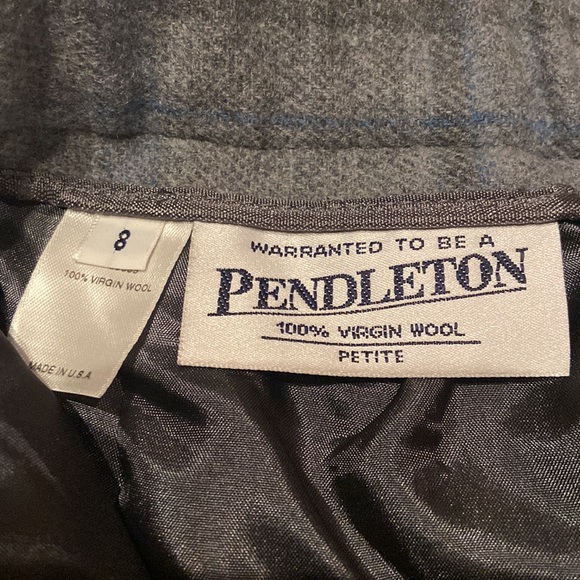 8
100% VIRGIN WOOL
MADE IN U.S.A
WARRANTED TO BE A
PENDLETON
100% VIRGIN WOOL
PETITE